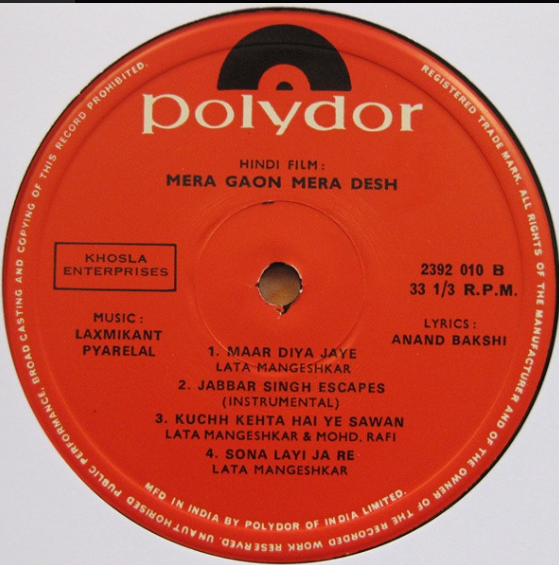 polydor
HINDI FILM :
MERA GAON MERA DESH
KHOSLA
ENTERPRISES
2392 010 B
33 1/3 R.P.M.
MUSIC :
LAXMIKANT
PYARELAL
LYRICS :
ANAND BAKSHI
1. MAAR DIYA JAYE
LATA MANGESHKAR
2. JABBAR SINGH ESCAPES
(INSTRUMENTAL)
3. KUCHH KEHTA HAI YE SAWAN
LATA MANGESHKAR & MOHD. RAFI
4. SONA LAYI JA RE
LATA MANGESHKAR
MFD IN INDIA BY POLYDOR OF INDIA LIMITED.
REGISTERED TRADE MARK. ALL RIGHTS OF THE MANUFACTURER AND OF THE OWNER OF THE RECORDED WORK RESERVED. UNAUTHORISED PUBLIC PERFORMANCE, BROADCASTING AND COPYING OF THIS RECORD PROHIBITED.